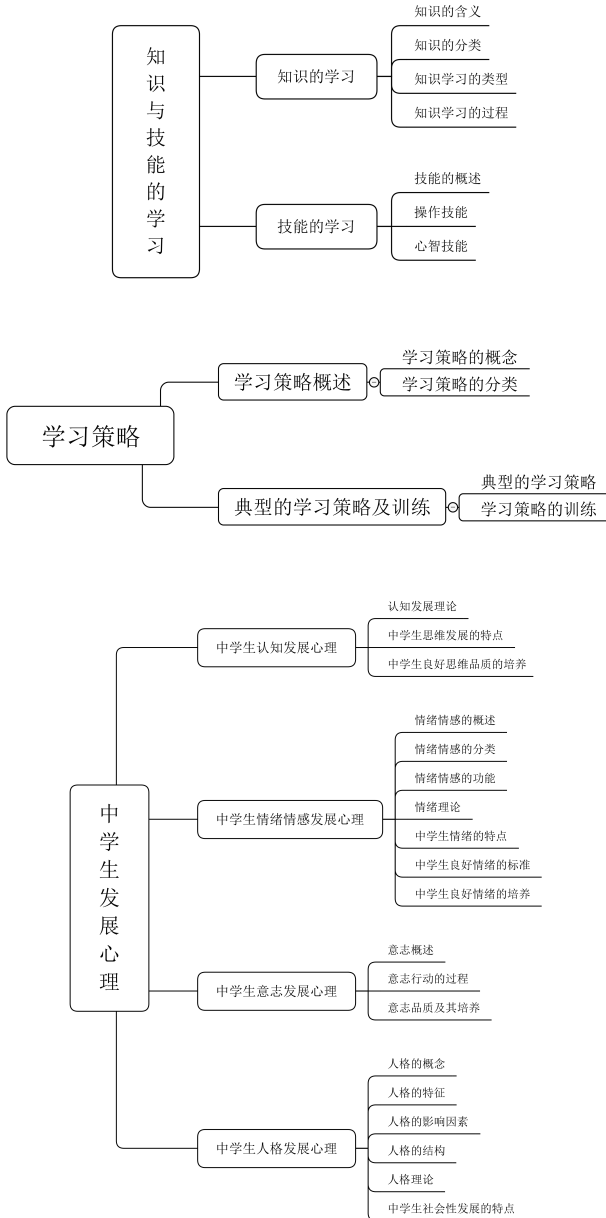 知识与技能的学习
知识的学习
知识的含义
知识的分类
知识学习的类型
知识学习的过程
技能的学习
技能的概述
操作技能
心智技能
学习策略
学习策略概述
学习策略的概念
学习策略的分类
典型的学习策略及训练
典型的学习策略
学习策略的训练
中学生发展心理
中学生认知发展心理
认知发展理论
中学生思维发展的特点
中学生良好思维品质的培养
中学生情绪情感发展心理
情绪情感的概述
情绪情感的分类
情绪情感的功能
情绪理论
中学生情绪的特点
中学生良好情绪的标准
中学生良好情绪的培养
中学生意志发展心理
意志概述
意志行动的过程
意志品质及其培养
中学生人格发展心理
人格的概念
人格的特征
人格的影响因素
人格的结构
人格理论
中学生社会性发展的特点